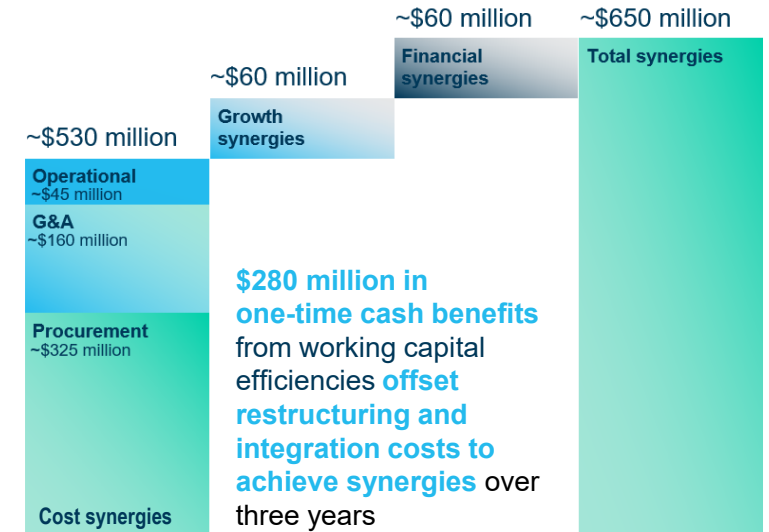 ~$530 million
Operational
~$45 million
G&A
~$160 million
Procurement
~$325 million
Cost synergies
~$60 million
Growth
synergies
~$60 million
Financial
synergies
~$650 million
Total synergies
$280 million in
one-time cash benefits
from working capital
efficiencies offset
restructuring and
integration costs to
achieve synergies over
three years